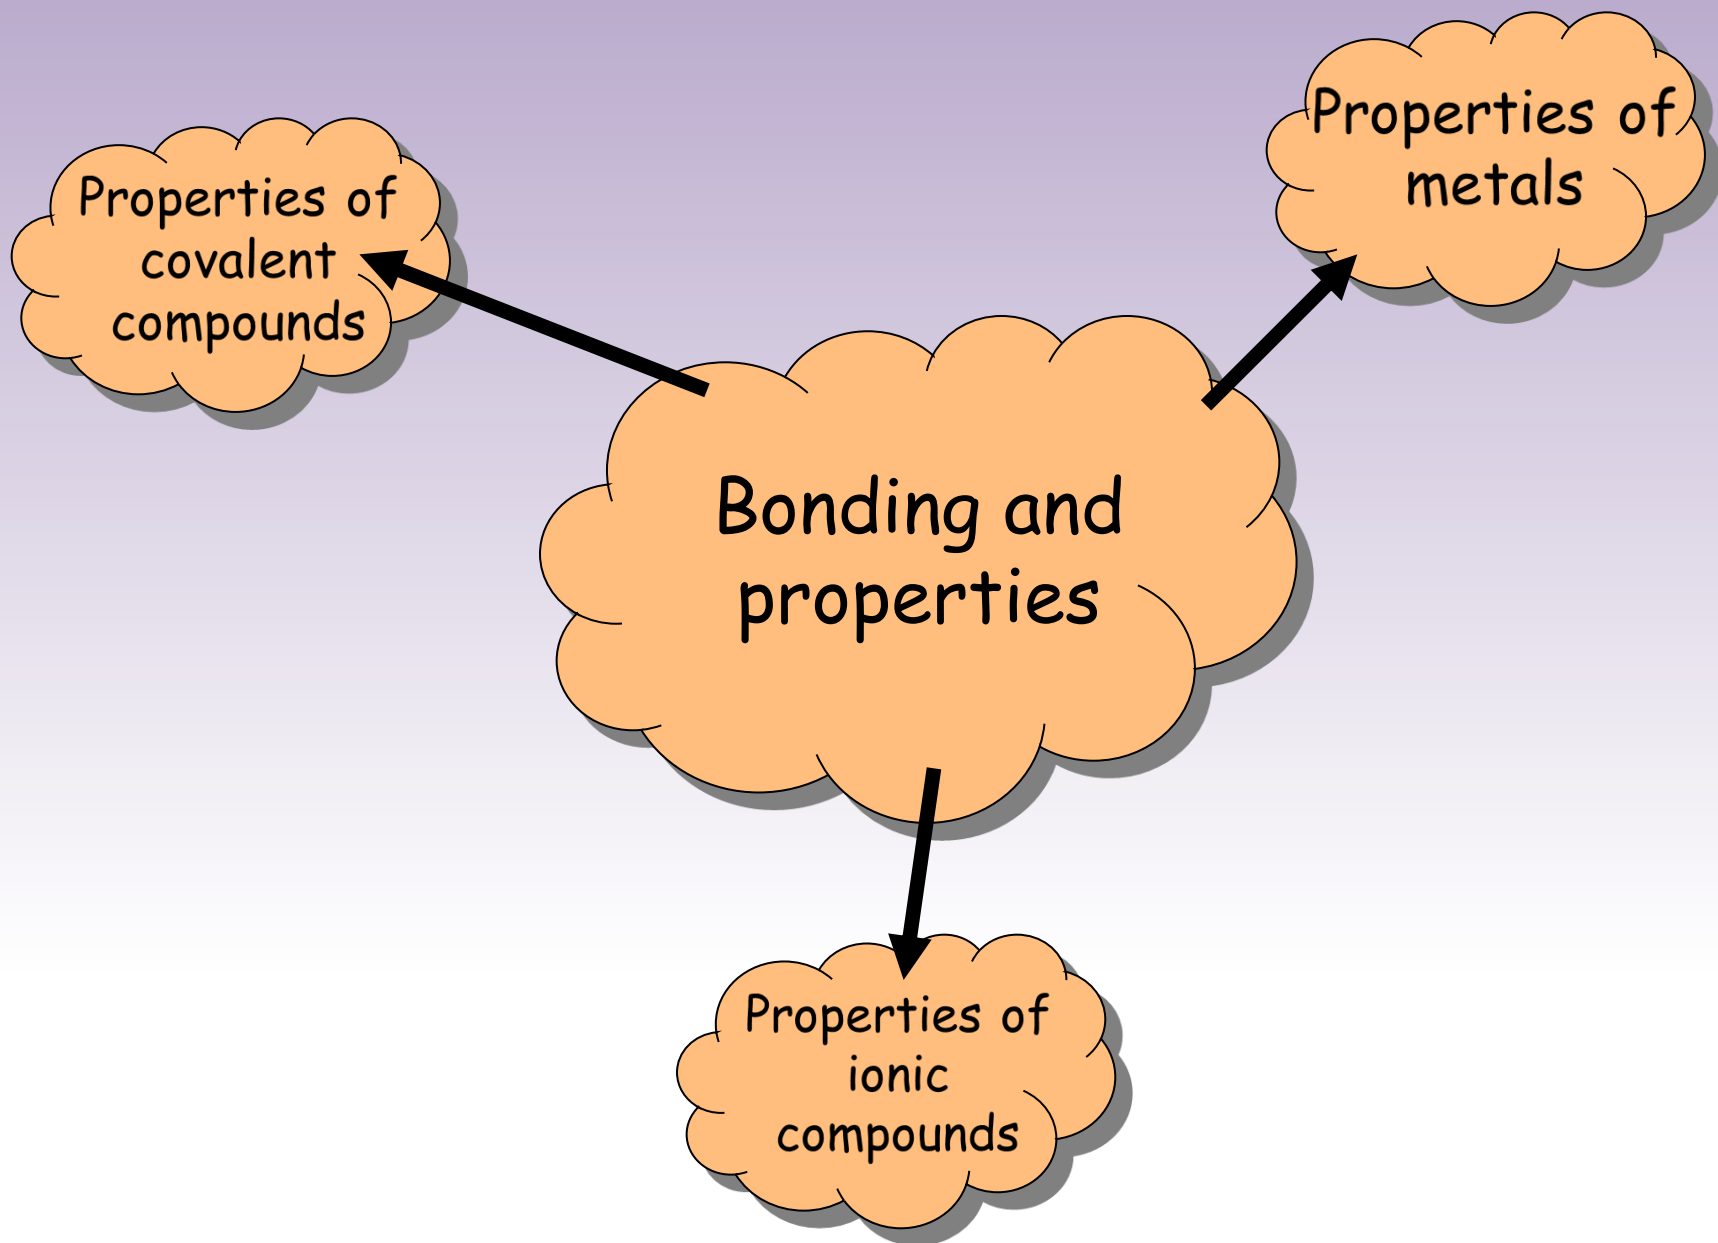 Properties of
metals
Properties of
covalent
compounds
Bonding and
properties
Properties of
ionic
compounds